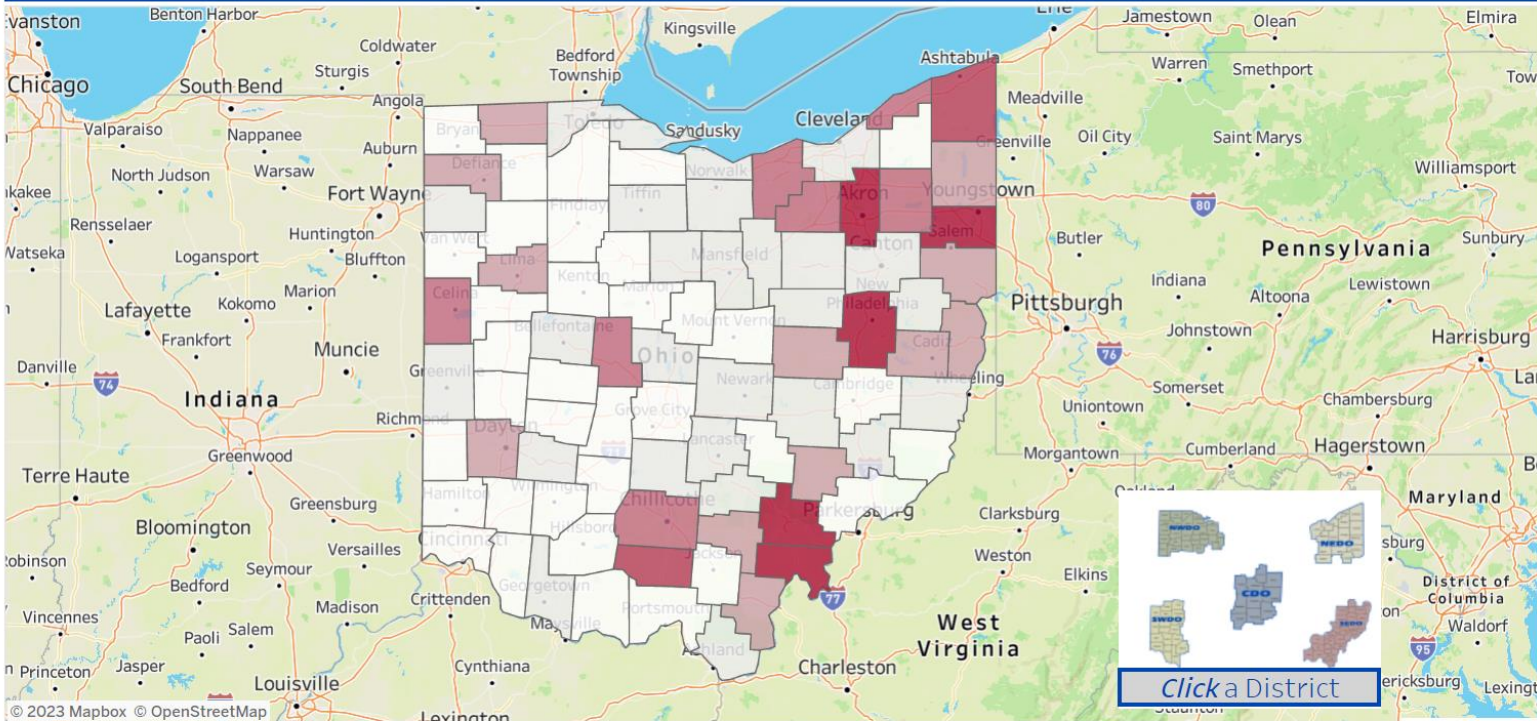 Benton Harbor
Kingsville
Jamestown
Olean
Elmira
Coldwater
Bedford
Township
Ashtabula
Warren
Smethport
Chicago
South Bend
Sturgis
Angola
Meadville
Valparaiso
Nappanee
Bryan
Toledo
Sandusky
Cleveland
Oil City
Saint Marys
Auburn
Greenville
Williamsport
North Judson
Warsaw
Defiance
Norwalk
Fort Wayne
Tiffin
Akron
Youngstown
80
Rensselaer
Findlay
Huntington
Van Wert
Salem
Butler
Sunbury
Watseka
Logansport
Bluffton
Lima
Mansfield
Canton
Pennsylvania
Kenton
Marion
New
Philadelphia
Indiana
Lewistown
Lafayette
Kokomo
Marion
Celina
Pittsburgh
Altoona
Frankfort
Bellefontaine
Mount Vernon
Johnstown
Harrisburg
Muncie
Ohio
Cadiz
76
Danville
74
Greenville
Newark
Cambridge
Wheeling
Somerset
Indiana
Grove City
Uniontown
Chambersburg
Richmond
Dayton
Lancaster
Greenwood
Morgantown
Cumberland
Hagerstown
Terre Haute
Hamilton
Wilmington
Chillicothe
Maryland
Greensburg
Parkersburg
Clarksburg
Bloomington
Hillsboro
Cincinnati
Versailles
Jackson
Weston
Seymour
Bedford
Georgetown
Elkins
District of
Columbia
Vincennes
Madison
Crittenden
Portsmouth
77
Waldorf
Paoli
Salem
Maysville
West
Virginia
95
Princeton
Jasper
Cynthiana
Ashland
Charleston
Louisville
Lexington
NWDO
NEDO
CDO
SWDO
SEDO
Click a District
Staunton
© 2023 Mapbox © OpenStreetMap